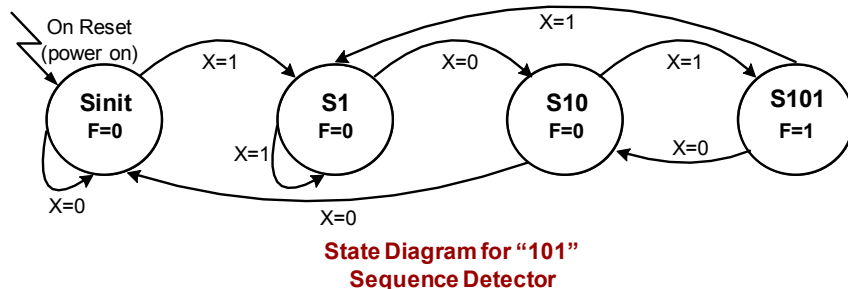 On Reset
(power on)
X=1
X=1
X=0
X=1
Sinit
F=0
S1
F=0
S10
F=0
S101
F=1
X=1
X=0
X=0
X=0
State Diagram for “101”
Sequence Detector